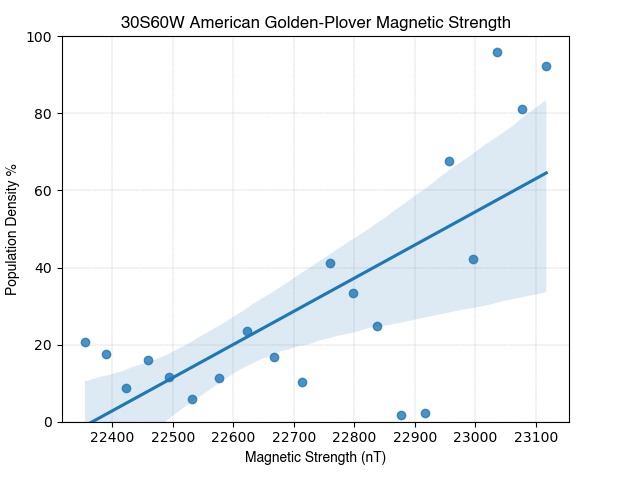 30S60W American Golden-Plover Magnetic Strength
100
80
60
40
20
0
Population Density %
22400 22500 22600 22700 22800 22900 23000 23100
Magnetic Strength (nT)